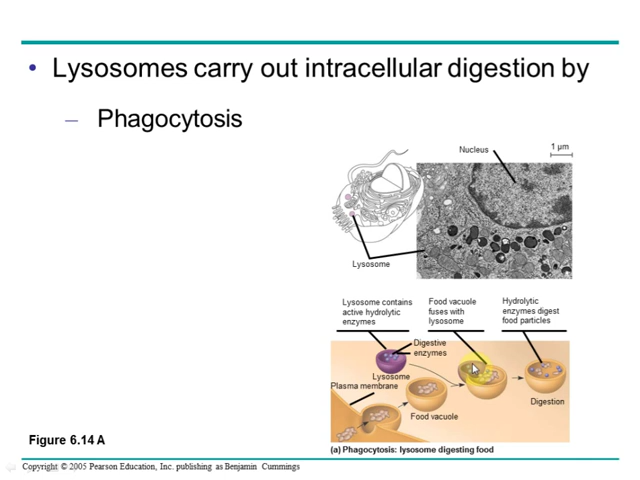 • Lysosomes carry out intracellular digestion by
– Phagocytosis
Nucleus
1 µm
Lysosome
Lysosome contains
active hydrolytic
enzymes
Food vacuole
fuses with
lysosome
Hydrolytic
enzymes digest
food particles
Digestive
enzymes
Lysosome
Plasma membrane
Digestion
Food vacuole
Figure 6.14 A
(a) Phagocytosis: lysosome digesting food
Copyright © 2005 Pearson Education, Inc. publishing as Benjamin Cummings